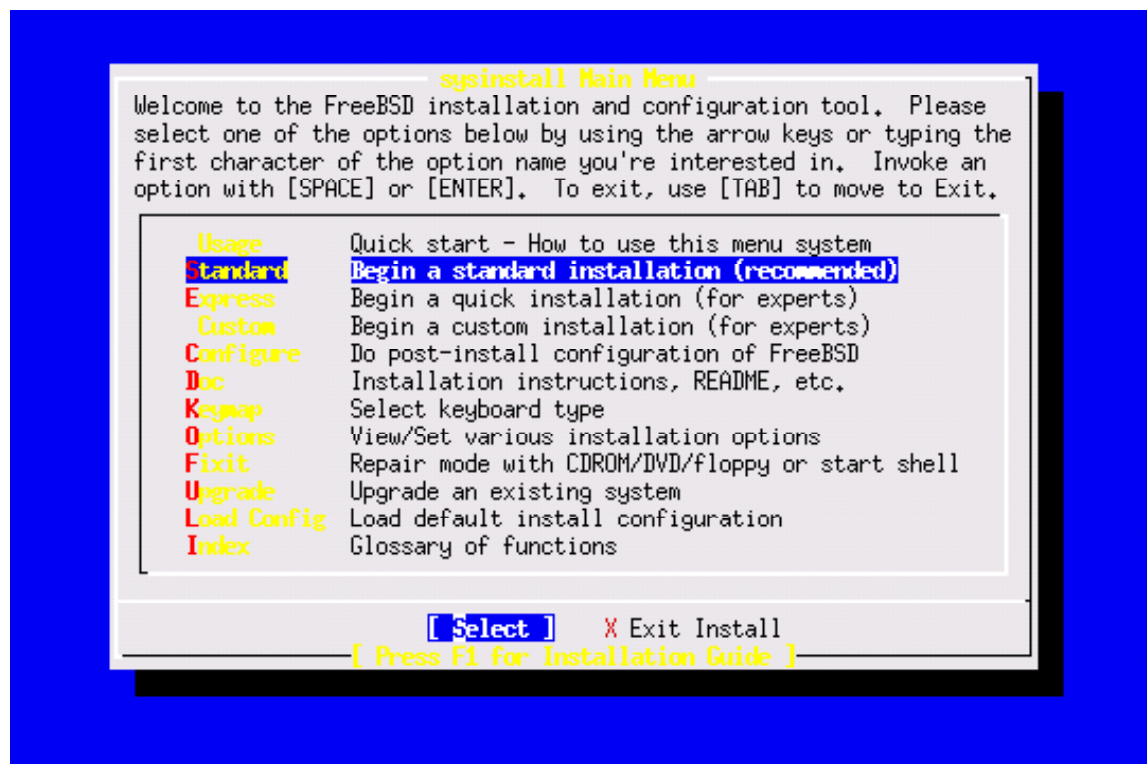 sysinstall Main Menu
Welcome to the FreeBSD installation and configuration tool.  Please
select one of the options below by using the arrow keys or typing the
first character of the option name you're interested in.  Invoke an
option with [SPACE] or [ENTER].  To exit, use [TAB] to move to Exit.
Usage Quick start - How to use this menu system
Standard Begin a standard installation (recommended)
Express Begin a quick installation (for experts)
Custom Begin a custom installation (for experts)
Configure Do post-install configuration of FreeBSD
Doc Installation instructions, README, etc.
Keymap Select keyboard type
Options View/Set various installation options
Fixit Repair mode with CDROM/DVD/floppy or start shell
Upgrade Upgrade an existing system
Load Config Load default install configuration
Index Glossary of functions
[ Select ] X Exit Install
[ Press F1 for Installation Guide ]